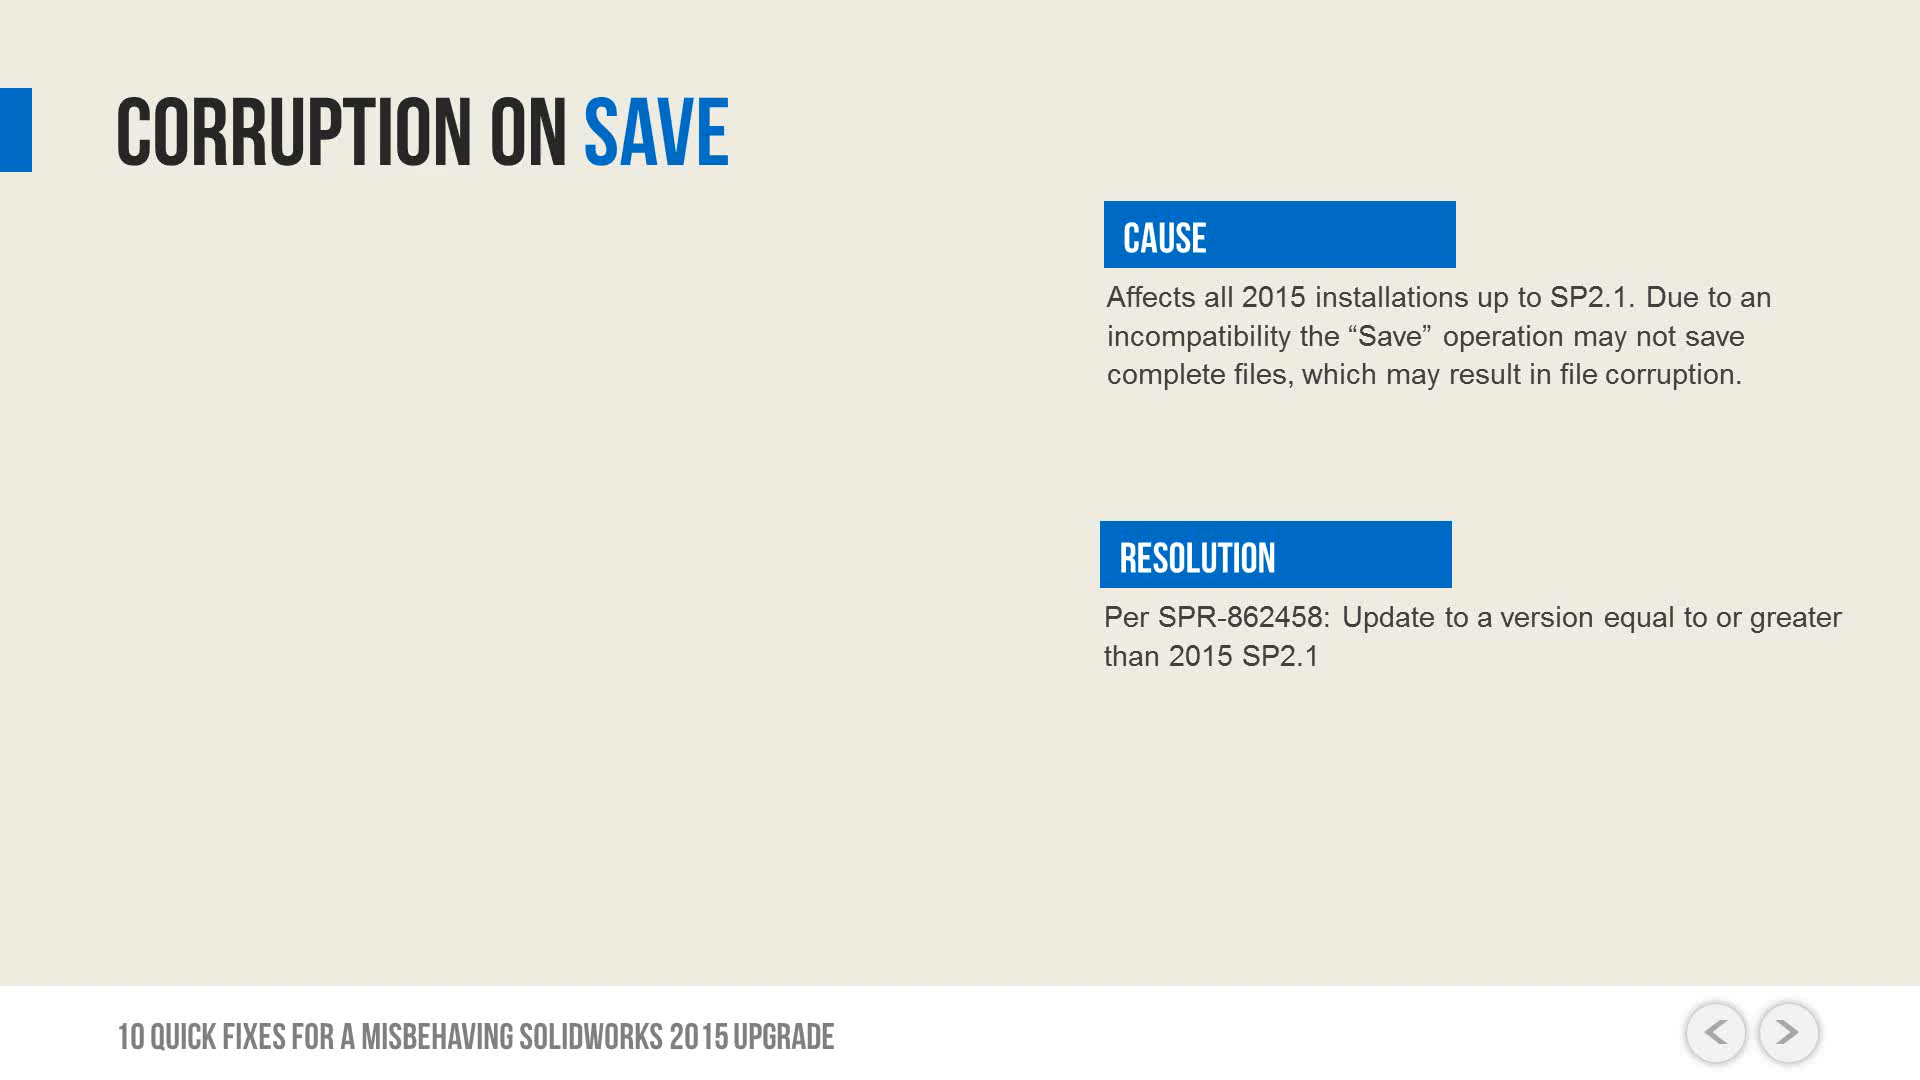 CORRUPTION ON SAVE
CAUSE
Affects all 2015 installations up to SP2.1. Due to an
incompatibility the “Save” operation may not save
complete files, which may result in file corruption.
RESOLUTION
Per SPR-862458: Update to a version equal to or greater
than 2015 SP2.1
10 QUICK FIXES FOR A MISBEHAVING SOLIDWORKS 2015 UPGRADE